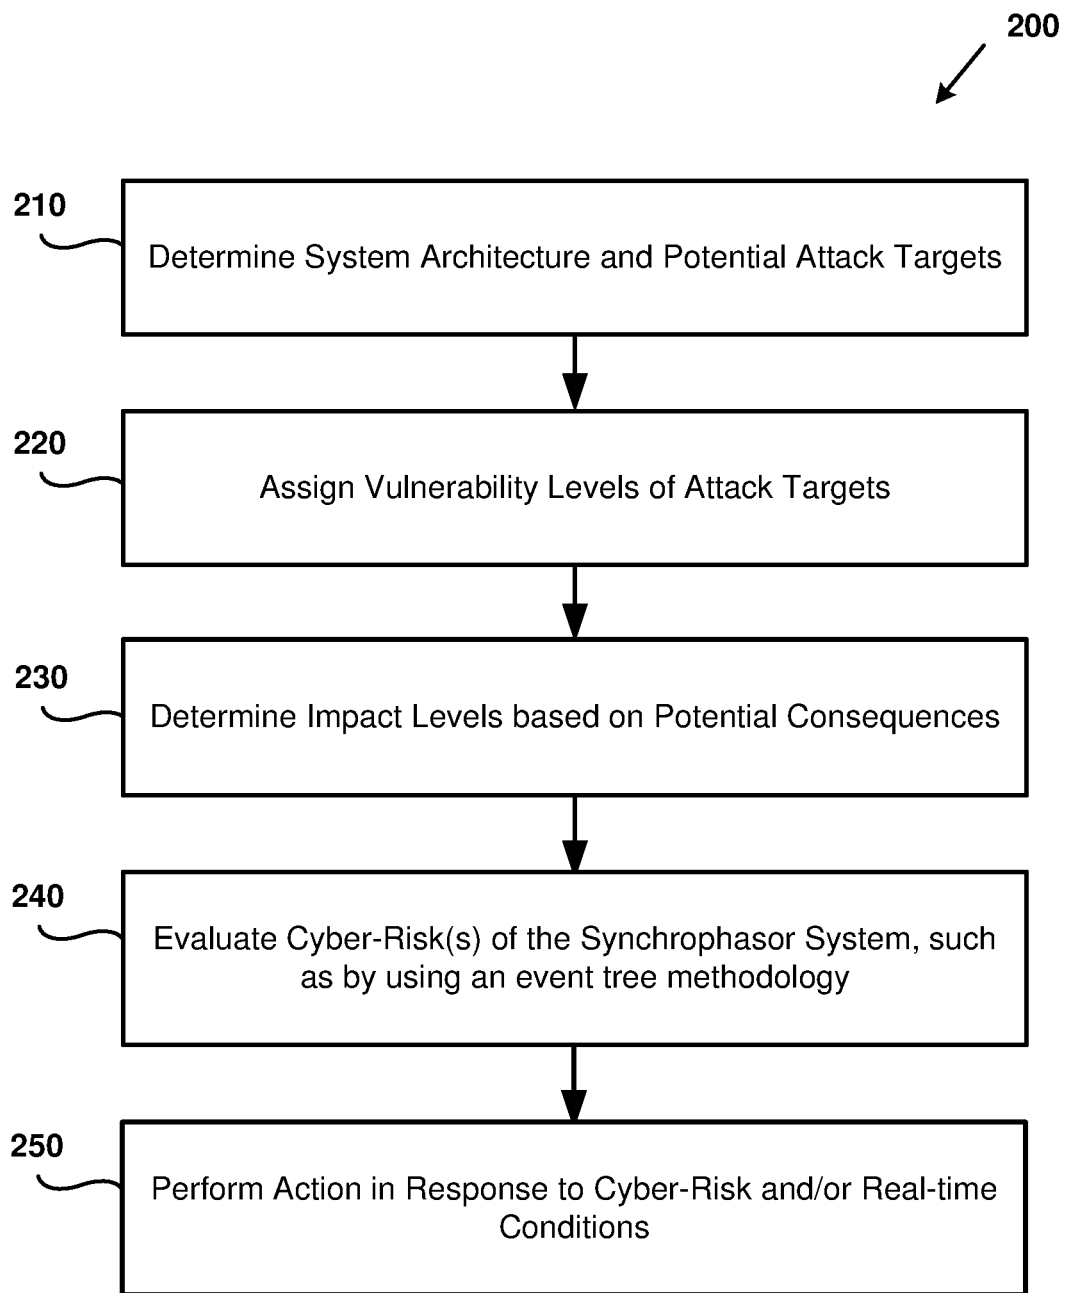 200
210
Determine System Architecture and Potential Attack Targets
220
Assign Vulnerability Levels of Attack Targets
230
Determine Impact Levels based on Potential Consequences
240
Evaluate Cyber-Risk(s) of the Synchrophasor System, such
as by using an event tree methodology
250
Perform Action in Response to Cyber-Risk and/or Real-time
Conditions